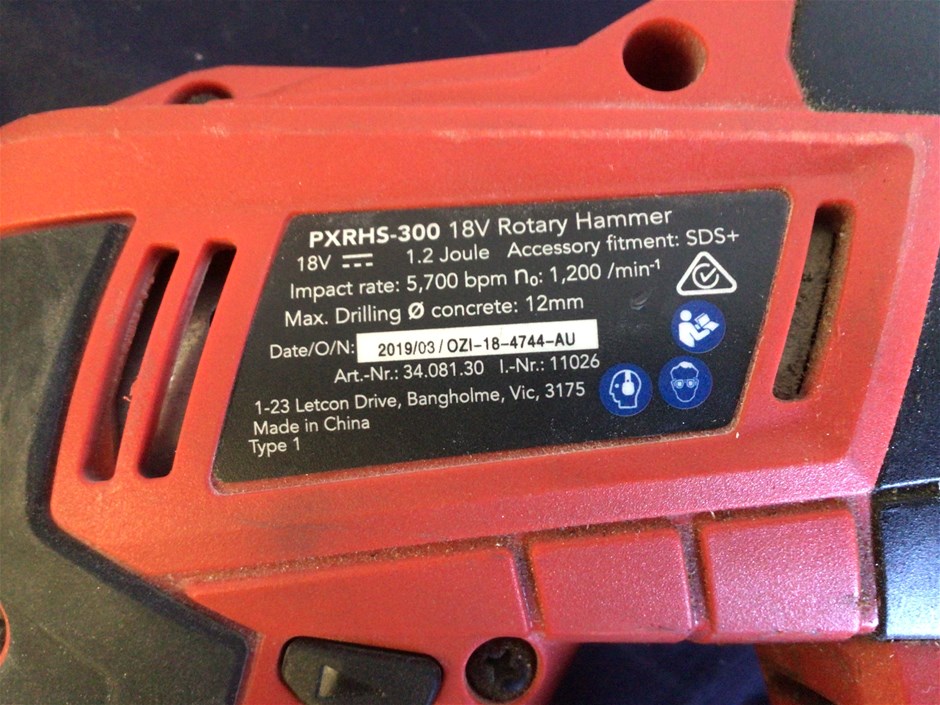 PXRHS-300 18V Rotary Hammer
18V ⎓ 1.2 Joule Accessory fitment: SDS+
Impact rate: 5,700 bpm n₀: 1,200 /min⁻¹
Max. Drilling Ø concrete: 12mm
Date/O/N: 2019/03/OZI-18-4744-AU
Art.-Nr.: 34.081.30 I.-Nr.: 11026
1-23 Letcon Drive, Bangholme, Vic, 3175
Made in China
Type 1